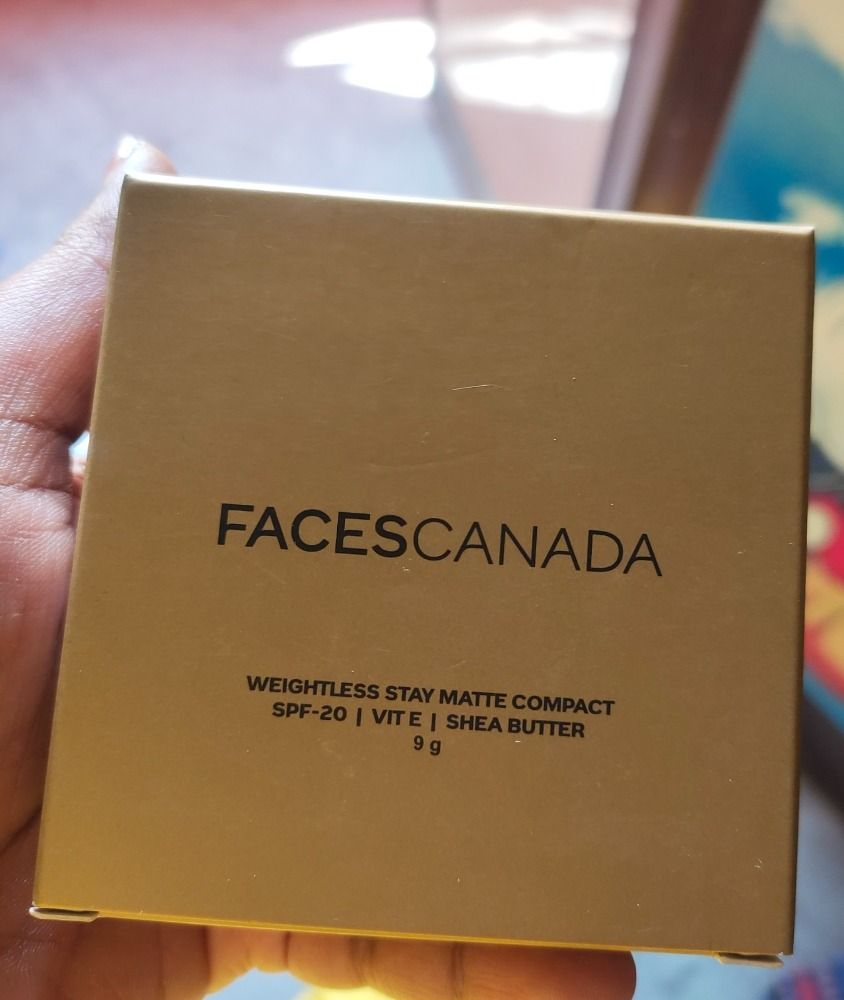 FACESCANADA
WEIGHTLESS STAY MATTE COMPACT
SPF-20 | VIT E | SHEA BUTTER
9 g